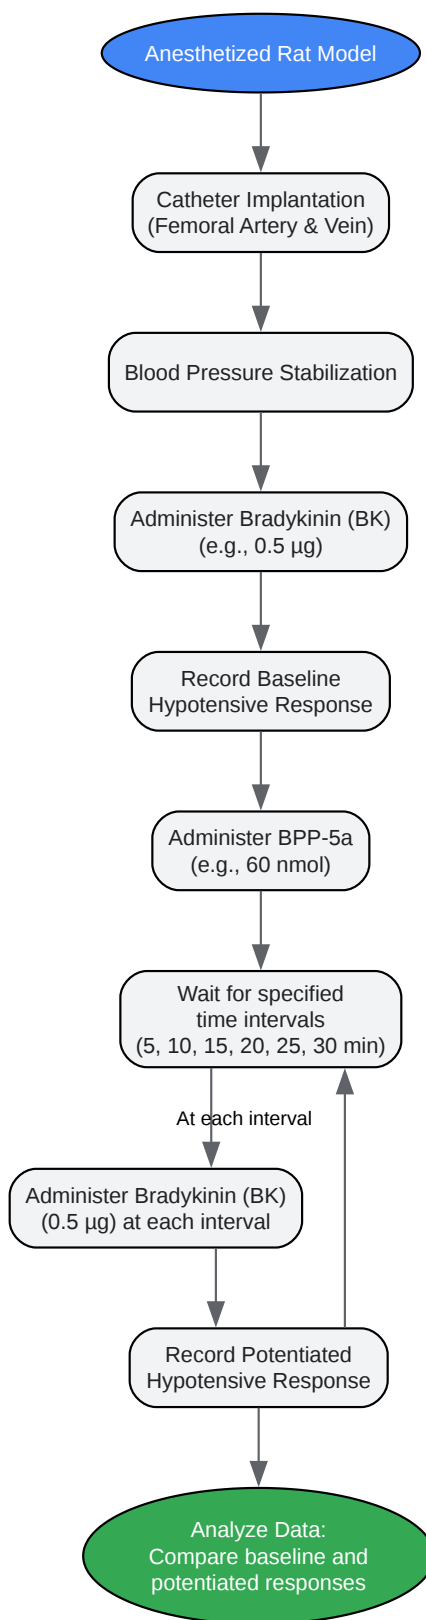 Anesthetized Rat Model
Catheter Implantation
(Femoral Artery & Vein)
Blood Pressure Stabilization
Administer Bradykinin (BK)
(e.g., 0.5 µg)
Record Baseline
Hypotensive Response
Administer BPP-5a
(e.g., 60 nmol)
Wait for specified
time intervals
(5, 10, 15, 20, 25, 30 min)
At each interval
Administer Bradykinin (BK)
(0.5 µg) at each interval
Record Potentiated
Hypotensive Response
Analyze Data:
Compare baseline and
potentiated responses